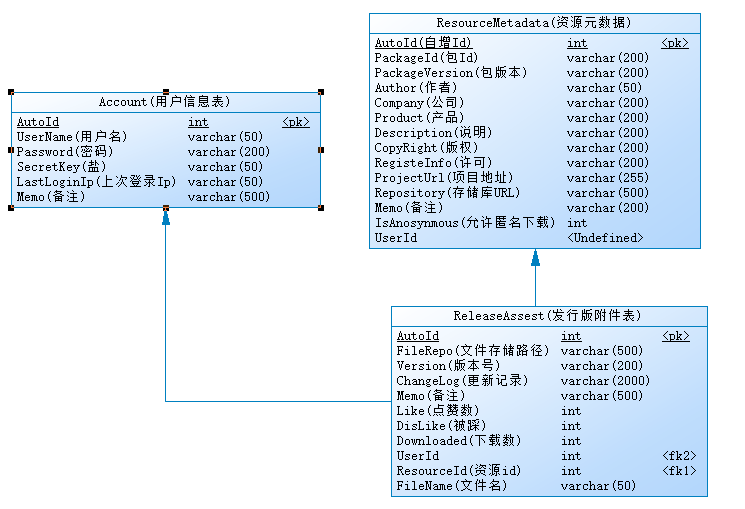 ResourceMetadata(资源元数据)
AutoId(自增Id) int <pk>
PackageId(包Id) varchar(200)
PackageVersion(包版本) varchar(200)
Author(作者) varchar(50)
Company(公司) varchar(200)
Product(产品) varchar(200)
Description(说明) varchar(200)
CopyRight(版权) varchar(200)
RegisteInfo(许可) varchar(200)
ProjectUrl(项目地址) varchar(255)
Repository(存储库URL) varchar(500)
Memo(备注) varchar(200)
IsAnosynmous(允许匿名下载) int
UserId <Undefined>
Account(用户信息表)
AutoId int <pk>
UserName(用户名) varchar(50)
Password(密码) varchar(200)
SecretKey(盐) varchar(50)
LastLoginIp(上次登录Ip) varchar(50)
Memo(备注) varchar(500)
ReleaseAssest(发行版附件表)
AutoId int <pk>
FileRepo(文件存储路径) varchar(500)
Version(版本号) varchar(200)
ChangeLog(更新记录) varchar(2000)
Memo(备注) varchar(500)
Like(点赞数) int
DisLike(被踩) int
Downloaded(下载数) int
UserId int <fk2>
ResourceId(资源id) int <fk1>
FileName(文件名) varchar(50)